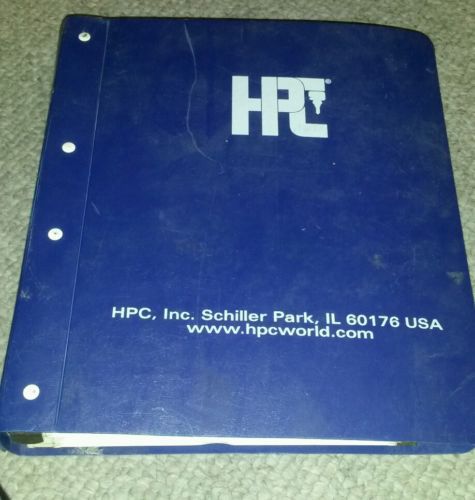 HPC®
HPC, Inc. Schiller Park, IL 60176 USA
www.hpcworld.com